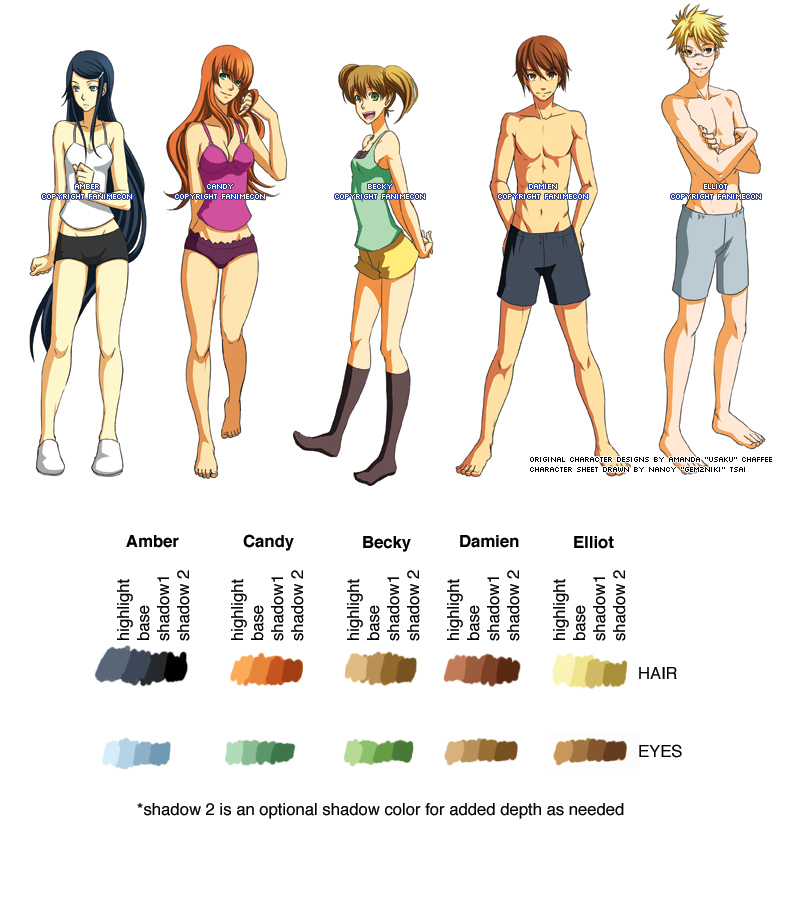 AMBER
COPYRIGHT FANIMECON
CANDY
COPYRIGHT FANIMECON
BECKY
COPYRIGHT FANIMECON
DAMIEN
COPYRIGHT FANIMECON
ELLIOT
COPYRIGHT FANIMECON
ORIGINAL CHARACTER DESIGNS BY AMANDA "USAKU" CHAFFEE
CHARACTER SHEET DRAWN BY NANCY "GEMZNIKI" TSAI
Amber Candy Becky Damien Elliot
highlight
base
shadow1
shadow 2
highlight
base
shadow1
shadow 2
highlight
base
shadow1
shadow 2
highlight
base
shadow1
shadow 2
highlight
base
shadow1
shadow 2
HAIR
EYES
*shadow 2 is an optional shadow color for added depth as needed